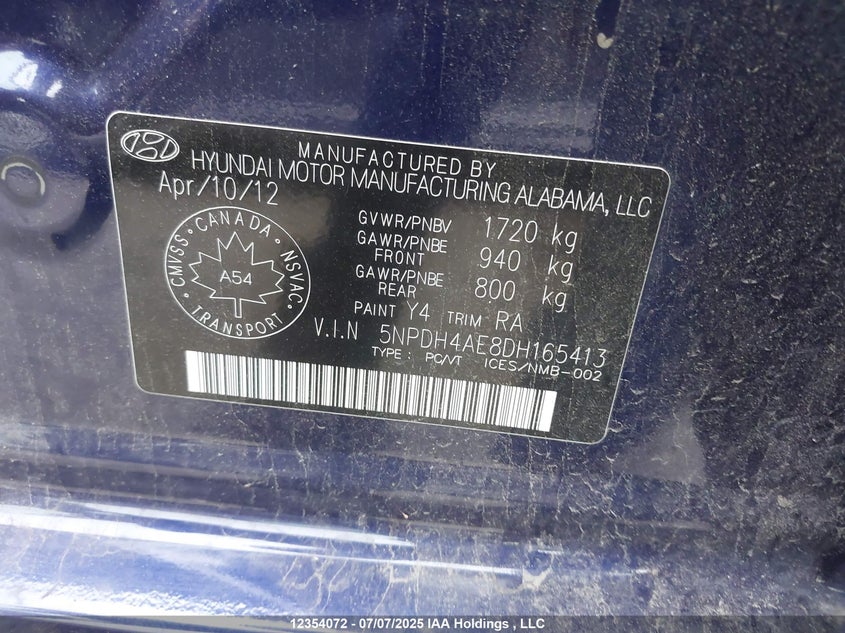 MANUFACTURED BY
HYUNDAI MOTOR MANUFACTURING ALABAMA, LLC
Apr/10/12
GVWR/PNBV 1720 kg
GAWR/PNBE FRONT 940 kg
GAWR/PNBE REAR 800 kg
PAINT Y4 TRIM RA
V.I.N 5NPDH4AE8DH165413
TYPE : PC/VT ICES/NMB-002
CMVSS · CANADA · NSVAC
A54
TRANSPORT
12354072 - 07/07/2025 IAA Holdings , LLC